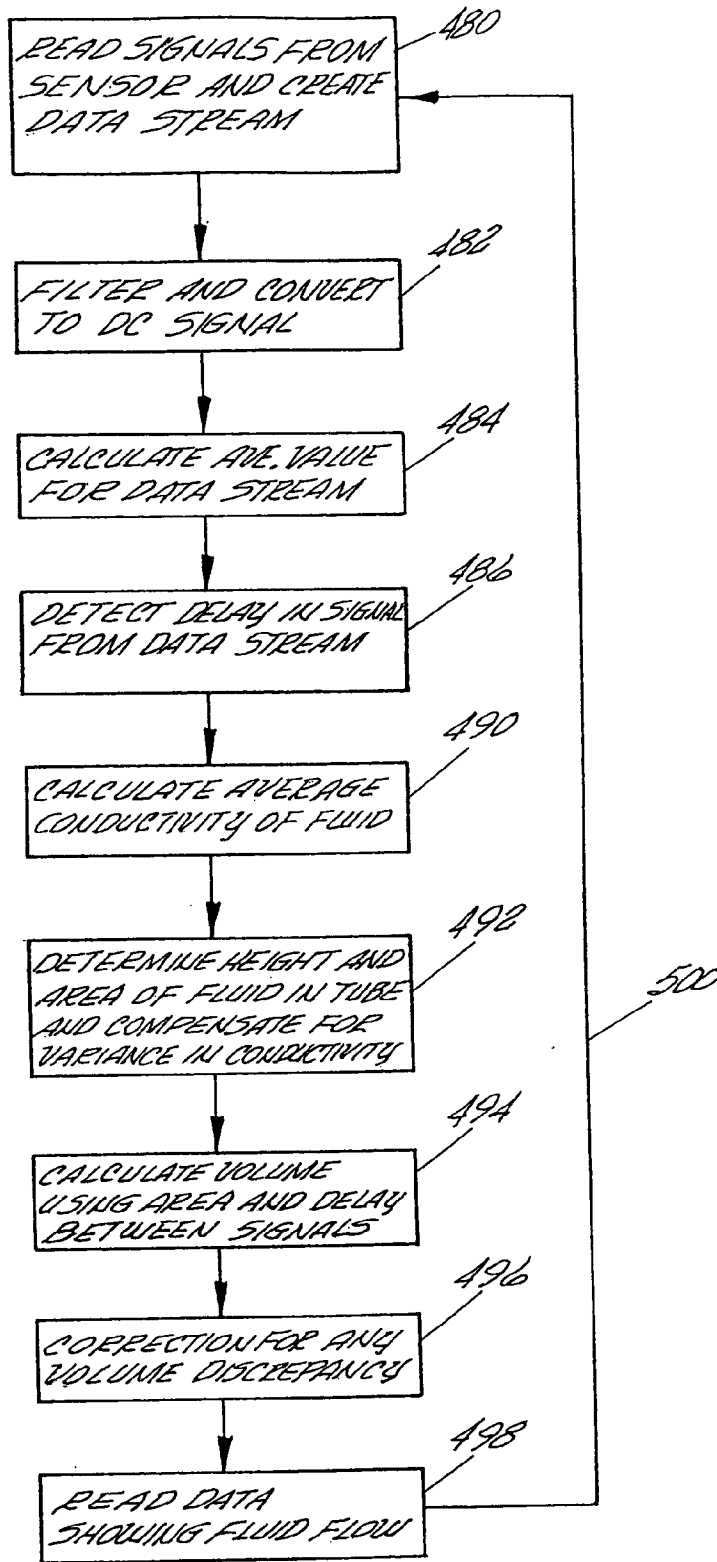 480
READ SIGNALS FROM
SENSOR AND CREATE
DATA STREAM
482
FILTER AND CONVERT
TO DC SIGNAL
484
CALCULATE AVE. VALUE
FOR DATA STREAM
486
DETECT DELAY IN SIGNAL
FROM DATA STREAM
490
CALCULATE AVERAGE
CONDUCTIVITY OF FLUID
492
DETERMINE HEIGHT AND
AREA OF FLUID IN TUBE
AND COMPENSATE FOR
VARIANCE IN CONDUCTIVITY
500
494
CALCULATE VOLUME
USING AREA AND DELAY
BETWEEN SIGNALS
496
CORRECTION FOR ANY
VOLUME DISCREPANCY
498
READ DATA
SHOWING FLUID FLOW